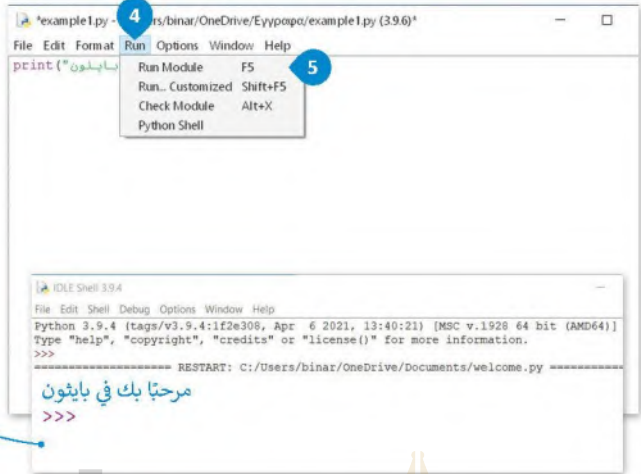 *example1.py - rs/binar/OneDrive/Εγγραφα/example1.py (3.9.6)*
4
File Edit Format Run Options Window Help
print("بايثون
Run Module F5
5
Run... Customized Shift+F5
Check Module Alt+X
Python Shell
IDLE Shell 3.9.4
File Edit Shell Debug Options Window Help
Python 3.9.4 (tags/v3.9.4:1f2e308, Apr 6 2021, 13:40:21) [MSC v.1928 64 bit (AMD64)]
Type "help", "copyright", "credits" or "license()" for more information.
>>>
===================== RESTART: C:/Users/binar/OneDrive/Documents/welcome.py ===========
مرحبًا بك في بايثون
>>>